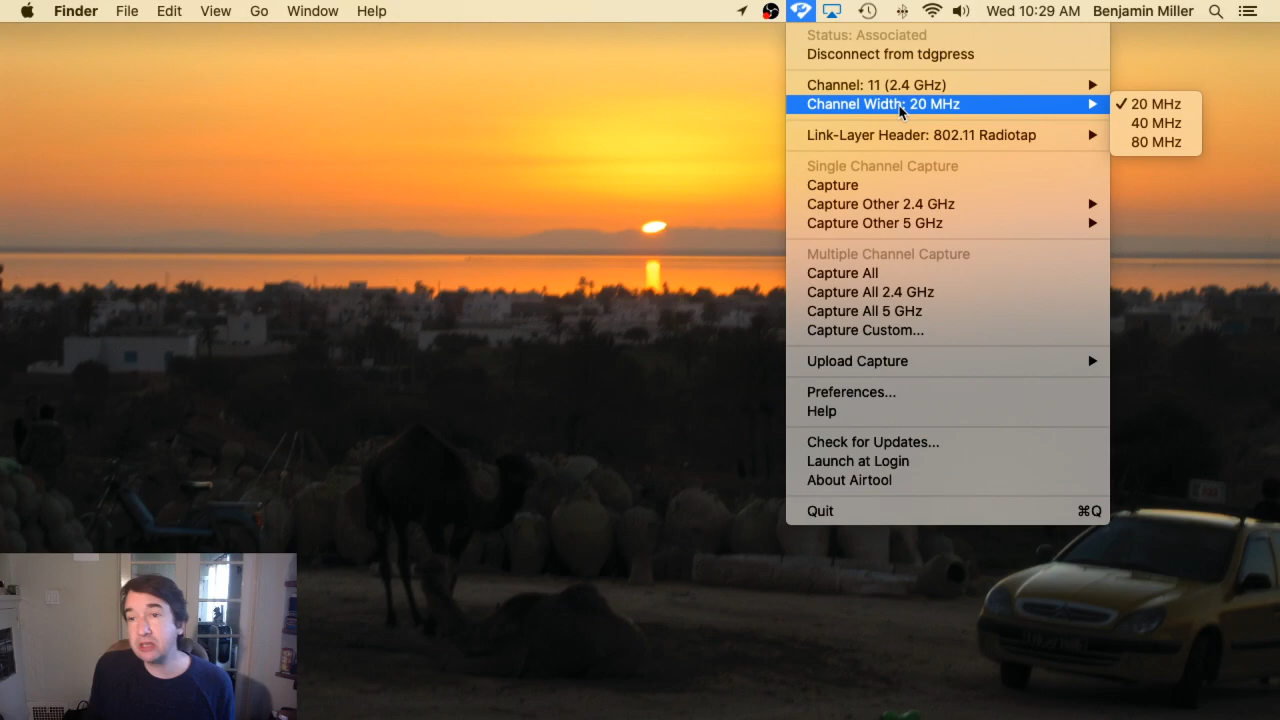 Finder File Edit View Go Window Help Wed 10:29 AM Benjamin Miller
Status: Associated
Disconnect from tdgpress
Channel: 11 (2.4 GHz)
Channel Width: 20 MHz
20 MHz
40 MHz
80 MHz
Link-Layer Header: 802.11 Radiotap
Single Channel Capture
Capture
Capture Other 2.4 GHz
Capture Other 5 GHz
Multiple Channel Capture
Capture All
Capture All 2.4 GHz
Capture All 5 GHz
Capture Custom...
Upload Capture
Preferences...
Help
Check for Updates...
Launch at Login
About Airtool
Quit ⌘Q